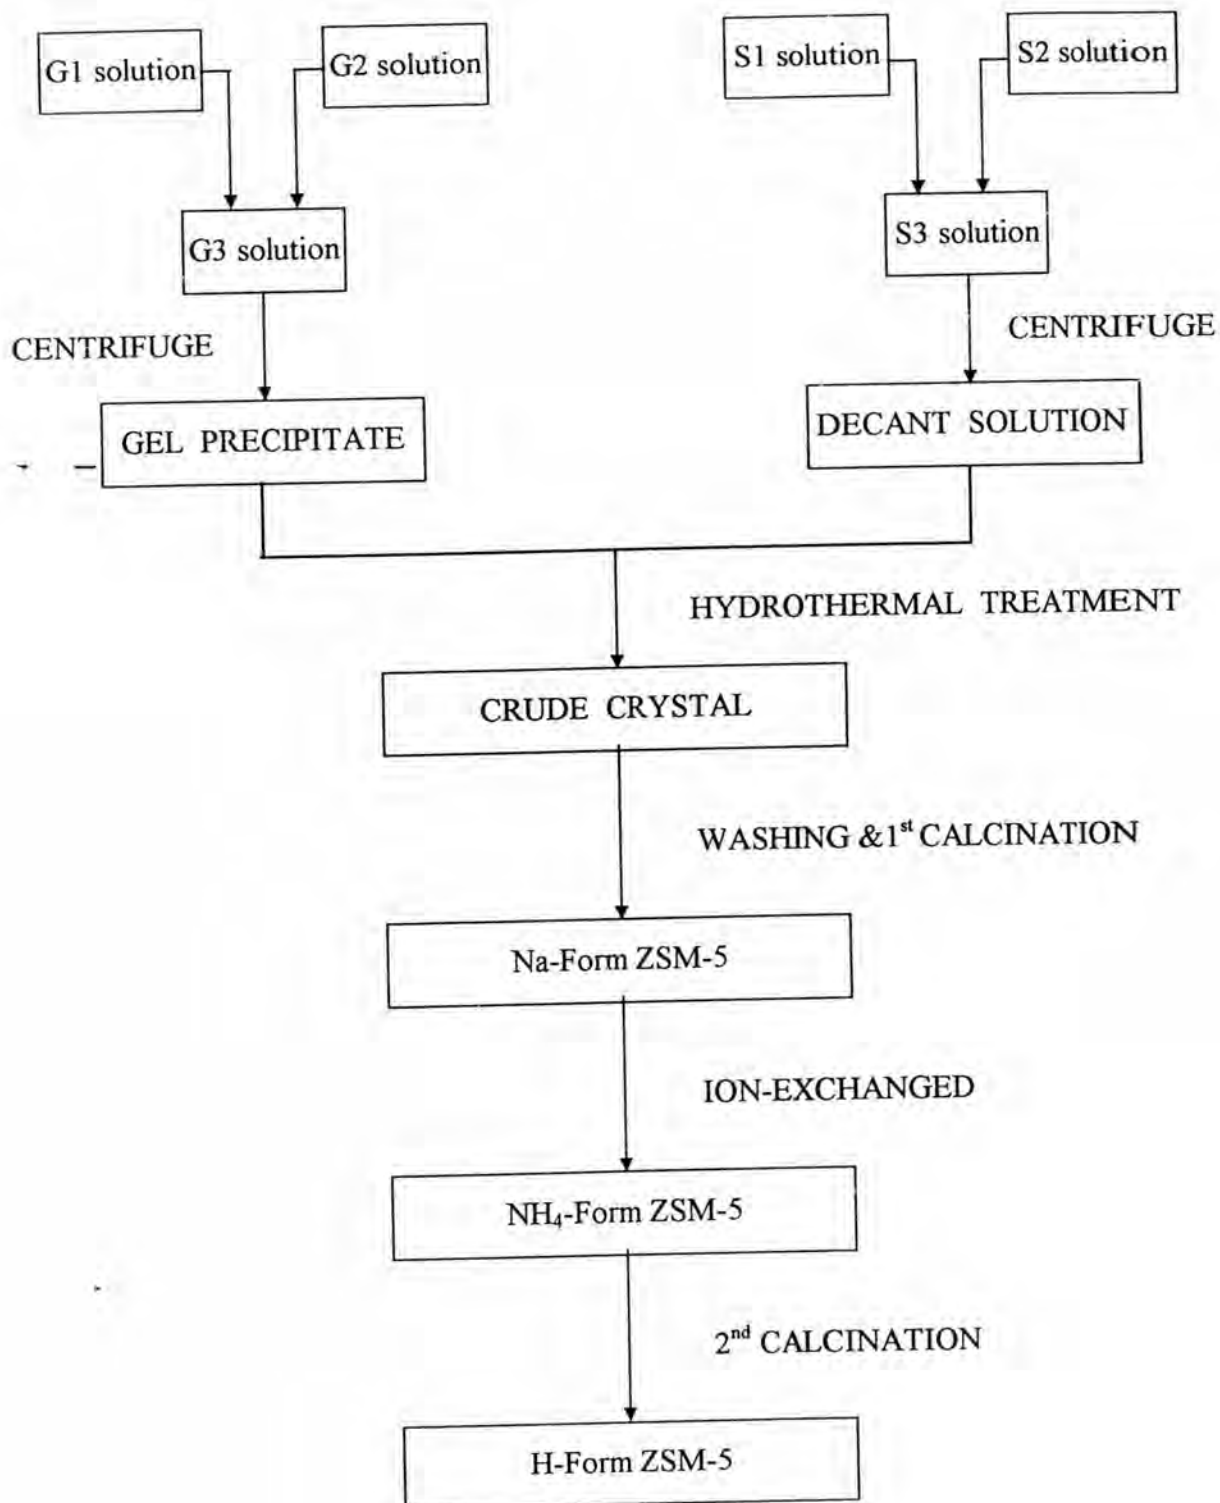 G1 solution
G2 solution
S1 solution
S2 solution
G3 solution
S3 solution
CENTRIFUGE
CENTRIFUGE
GEL PRECIPITATE
DECANT SOLUTION
HYDROTHERMAL TREATMENT
CRUDE CRYSTAL
WASHING &1st CALCINATION
Na-Form ZSM-5
ION-EXCHANGED
NH₄-Form ZSM-5
2nd CALCINATION
H-Form ZSM-5